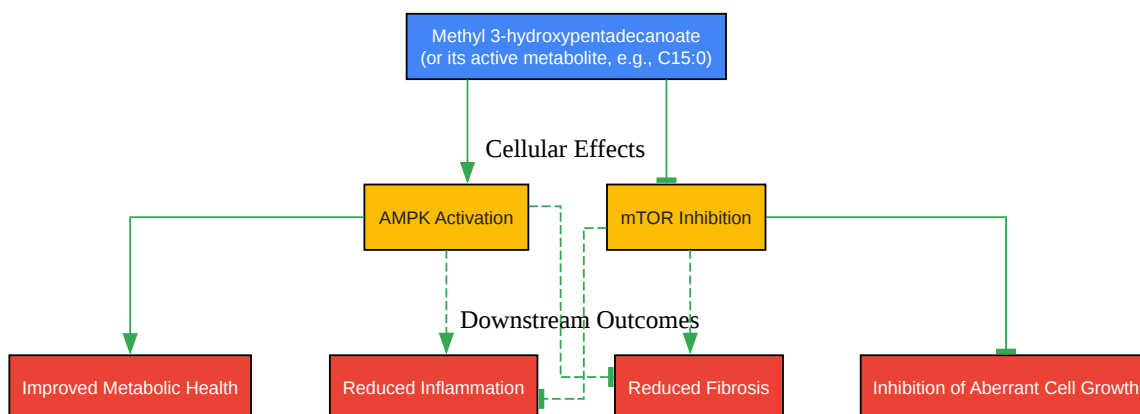 Methyl 3-hydroxypentadecanoate
(or its active metabolite, e.g., C15:0)
Cellular Effects
AMPK Activation
mTOR Inhibition
Downstream Outcomes
Improved Metabolic Health
Reduced Inflammation
Reduced Fibrosis
Inhibition of Aberrant Cell Growth